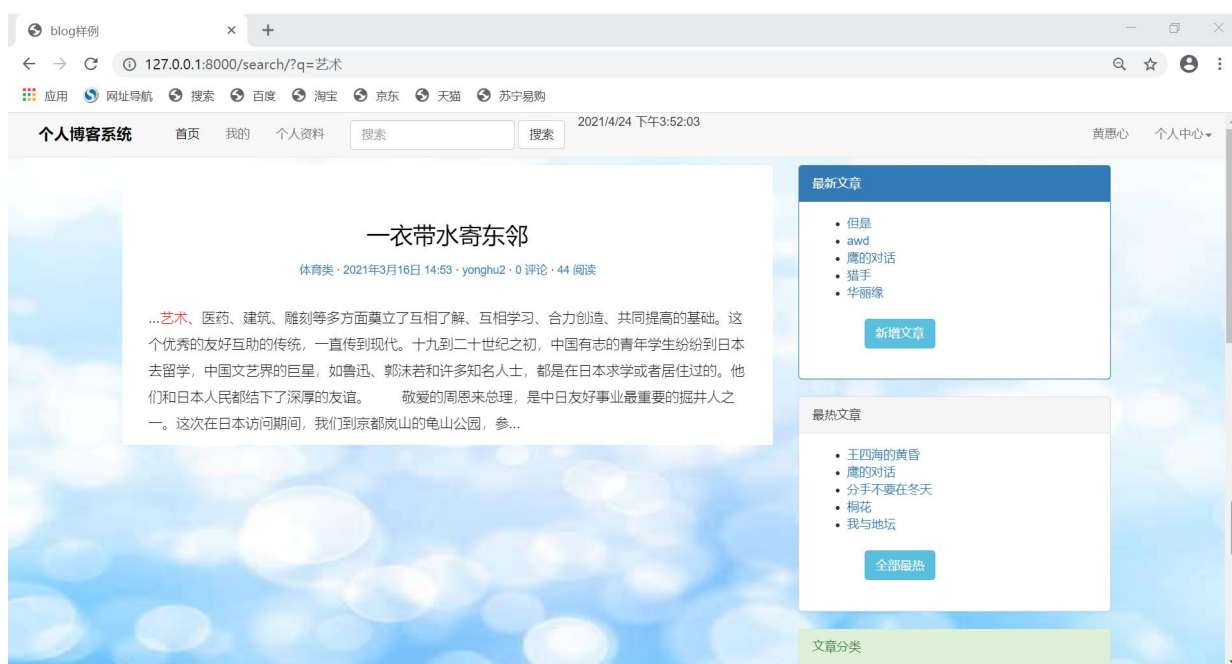 blog样例
127.0.0.1:8000/search/?q=艺术
应用 网址导航 搜索 百度 淘宝 京东 天猫 苏宁易购
个人博客系统 首页 我的 个人资料 搜索 搜索 2021/4/24 下午3:52:03 黄惠心 个人中心
一衣带水寄东邻
体育类 · 2021年3月16日 14:53 · yonghu2 · 0 评论 · 44 阅读
...艺术、医药、建筑、雕刻等多方面奠立了互相了解、互相学习、合力创造、共同提高的基础。这
个优秀的友好互助的传统，一直传到现代。十九到二十世纪之初，中国有志的青年学生纷纷到日本
去留学，中国文艺界的巨星，如鲁迅、郭沫若和许多知名人士，都是在日本求学或者居住过的。他
们和日本人民都结下了深厚的友谊。 敬爱的周恩来总理，是中日友好事业最重要的掘井人之
一。这次在日本访问期间，我们到京都岚山的龟山公园，参...
最新文章
但是
awd
鹰的对话
猎手
华丽缘
新增文章
最热文章
王四海的黄昏
鹰的对话
分手不要在冬天
桐花
我与地坛
全部最热
文章分类